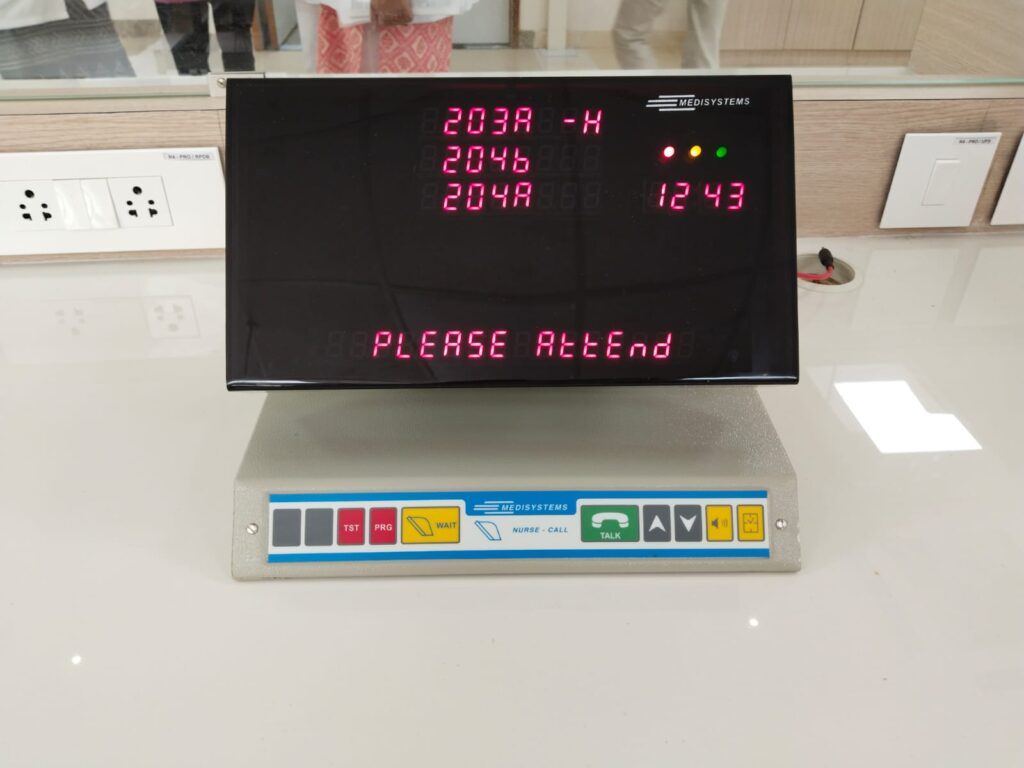 MEDISYSTEMS
203A -H
204b
204A
12 43
PLEASE AttEnd
TST
PRG
WAIT
MEDISYSTEMS
NURSE - CALL
TALK